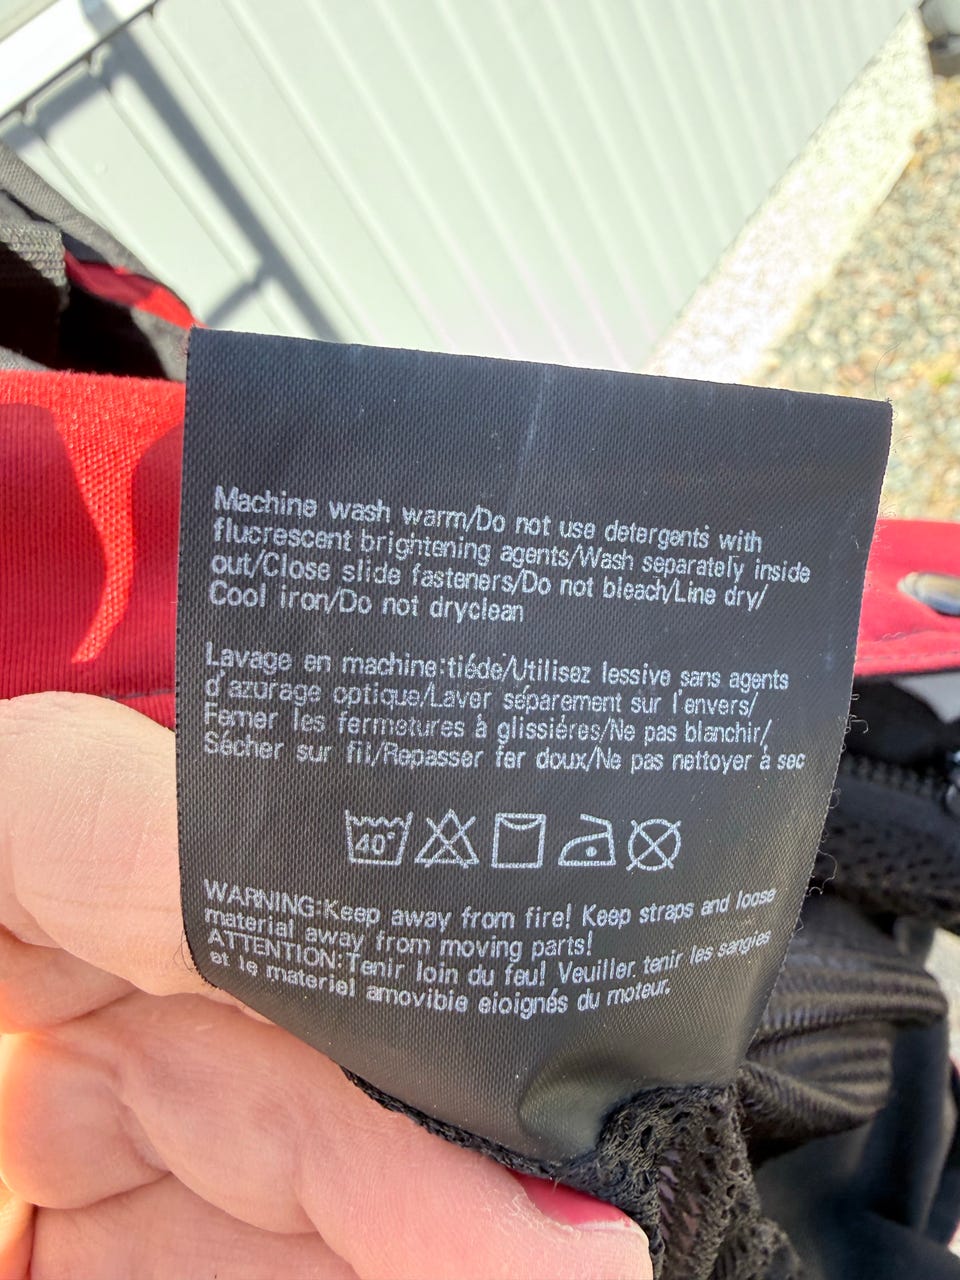 Machine wash warm/Do not use detergents with
flucrescent brightening agents/Wash separately inside
out/Close slide fasteners/Do not bleach/Line dry/
Cool iron/Do not dryclean
Lavage en machine:tiéde/Utilisez lessive sans agents
d'azurage optique/Laver séparement sur l'envers/
Femer les fermetures à glissiéres/Ne pas blanchir/
Sécher sur fil/Repasser fer doux/Ne pas nettoyer à sec
40°
WARNING:Keep away from fire! Keep straps and loose
material away from moving parts!
ATTENTION:Tenir loin du feu! Veuiller. tenir les sangies
et le materiel amovibie eioignés du moteur.